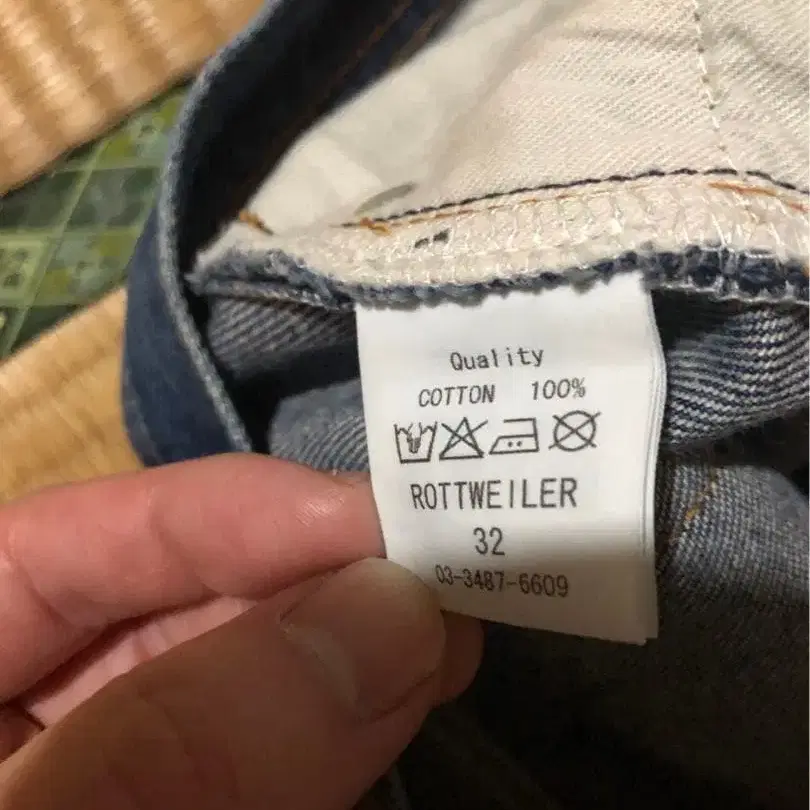 Quality
COTTON 100%
ROTTWEILER
32
03-3487-6609